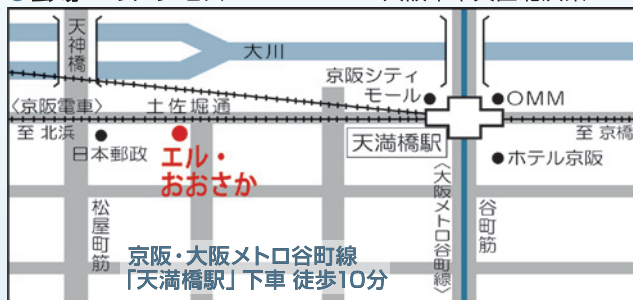 天神橋
大川
京阪シティ
モール
OMM
〈京阪電車〉
土佐堀通
至 北浜
至 京橋
日本郵政
エル・
おおさか
天満橋駅
ホテル京阪
松屋町筋
〈大阪メトロ谷町線〉
谷町筋
京阪・大阪メトロ谷町線
「天満橋駅」下車 徒歩10分